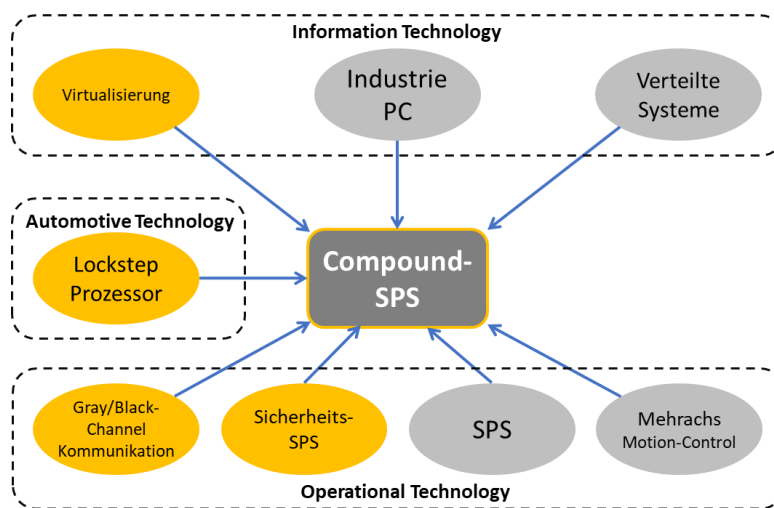 Information Technology
Virtualisierung
Industrie
PC
Verteilte
Systeme
Automotive Technology
Lockstep
Prozessor
Compound-
SPS
Gray/Black-
Channel
Kommunikation
Sicherheits-
SPS
SPS
Mehrachs
Motion-Control
Operational Technology